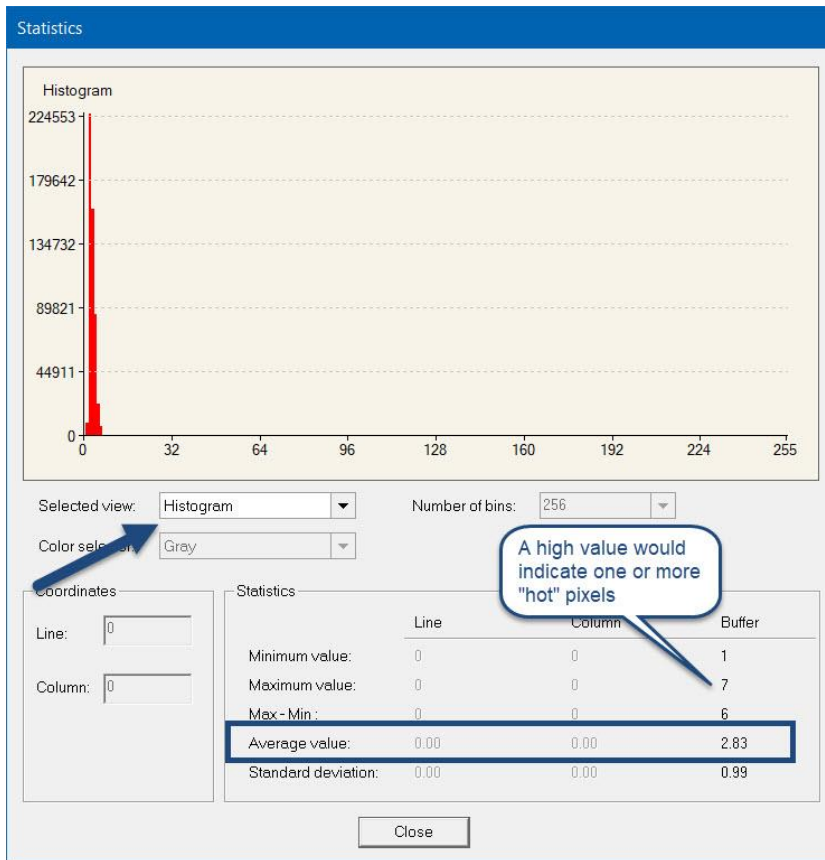 Statistics
Histogram
224553
179642
134732
89821
44911
0
0 32 64 96 128 160 192 224 255
Selected view: Histogram Number of bins: 256
Color Gray
A high value would
indicate one or more
"hot" pixels
Coordinates
Line: 0
Column: 0
Statistics
Line Column Buffer
Minimum value: 0 0 1
Maximum value: 0 0 7
Max - Min : 0 0 6
Average value: 0.00 0.00 2.83
Standard deviation: 0.00 0.00 0.99
Close